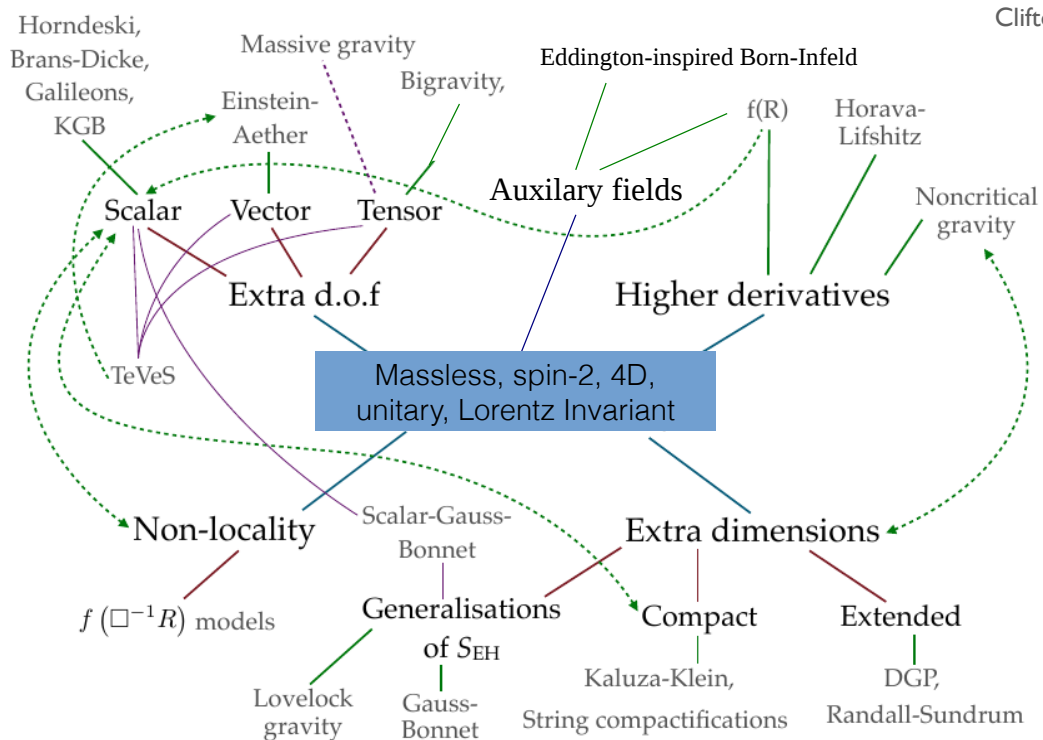 Clifto
Horndeski,
Brans-Dicke,
Galileons,
KGB
Massive gravity
Einstein-
Aether
Bigravity,
Eddington-inspired Born-Infeld
f(R)
Horava-
Lifshitz
Noncritical
gravity
Scalar
Vector
Tensor
Auxilary fields
Extra d.o.f
Higher derivatives
TeVeS
Massless, spin-2, 4D,
unitary, Lorentz Invariant
Non-locality
Scalar-Gauss-
Bonnet
Extra dimensions
f (□⁻¹R) models
Generalisations
of S_EH
Compact
Extended
Lovelock
gravity
Gauss-
Bonnet
Kaluza-Klein,
String compactifications
DGP,
Randall-Sundrum